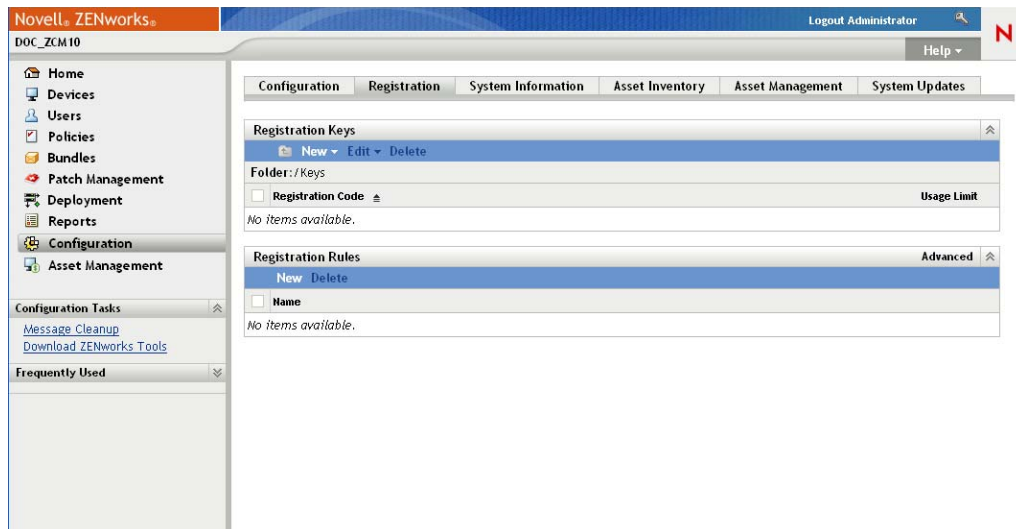 Novell® ZENworks®
Logout Administrator
N
DOC_ZCM10
Help
Home
Devices
Users
Policies
Bundles
Patch Management
Deployment
Reports
Configuration
Asset Management
Configuration Tasks
Message Cleanup
Download ZENworks Tools
Frequently Used
Configuration Registration System Information Asset Inventory Asset Management System Updates
Registration Keys
New Edit Delete
Folder:/Keys
Registration Code Usage Limit
No items available.
Registration Rules Advanced
New Delete
Name
No items available.